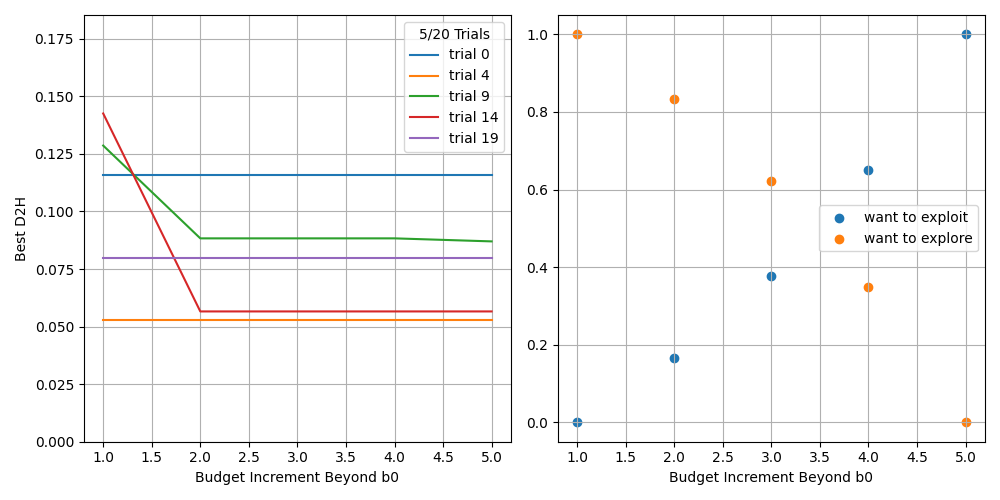 5/20 Trials
trial 0
trial 4
trial 9
trial 14
trial 19
0.175
0.150
0.125
0.100
0.075
0.050
0.025
0.000
Best D2H
1.0 1.5 2.0 2.5 3.0 3.5 4.0 4.5 5.0
Budget Increment Beyond b0
1.0
0.8
0.6
0.4
0.2
0.0
want to exploit
want to explore
1.0 1.5 2.0 2.5 3.0 3.5 4.0 4.5 5.0
Budget Increment Beyond b0